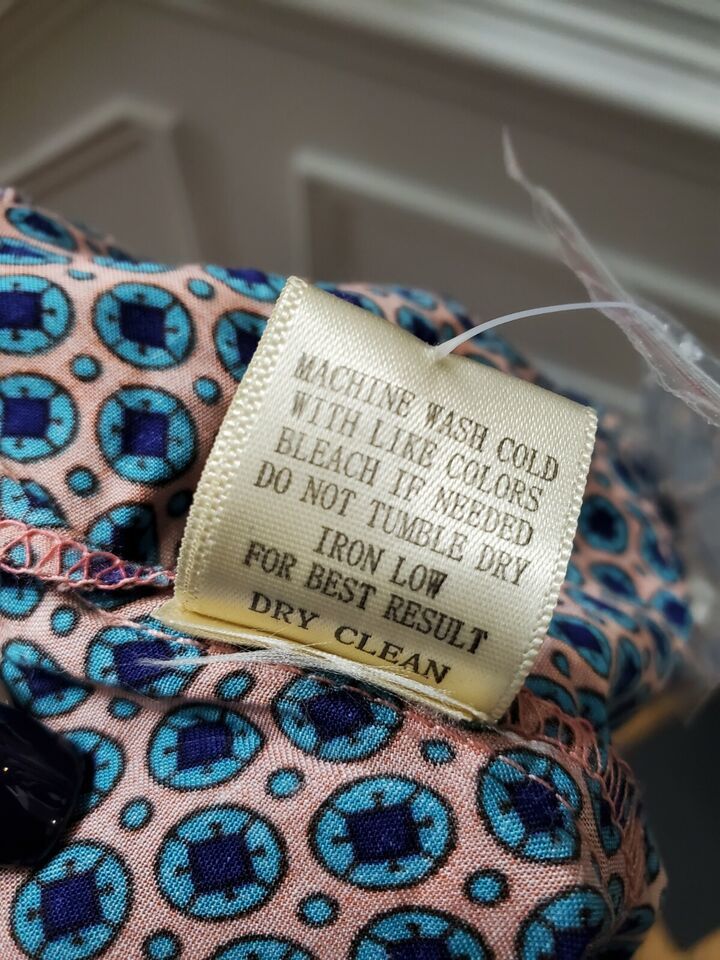 MACHINE WASH COLD
WITH LIKE COLORS
BLEACH IF NEEDED
DO NOT TUMBLE DRY
IRON LOW
FOR BEST RESULT
DRY CLEAN